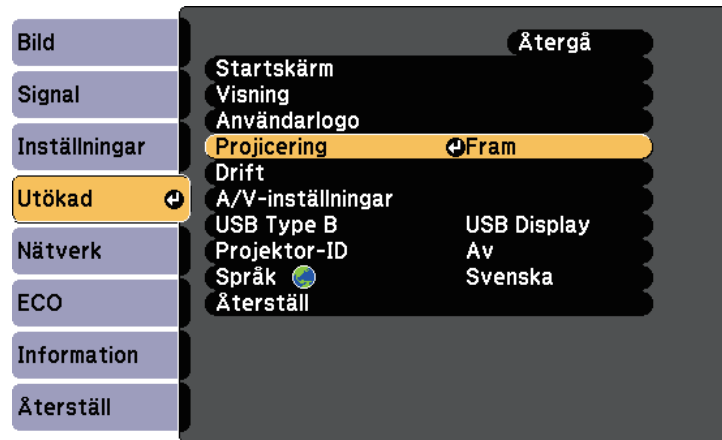 Bild
Signal
Inställningar
Utökad
Nätverk
ECO
Information
Återställ
Återgå
Startskärm
Visning
Användarlogo
Projicering Fram
Drift
A/V-inställningar
USB Type B USB Display
Projektor-ID Av
Språk Svenska
Återställ